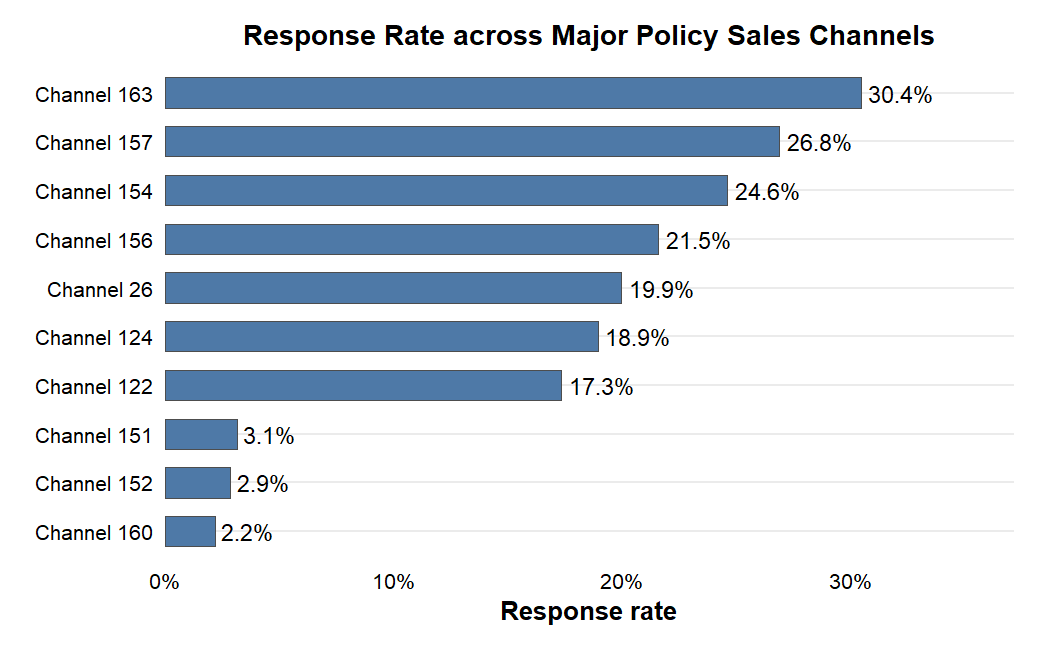 Response Rate across Major Policy Sales Channels
Channel 163 30.4%
Channel 157 26.8%
Channel 154 24.6%
Channel 156 21.5%
Channel 26 19.9%
Channel 124 18.9%
Channel 122 17.3%
Channel 151 3.1%
Channel 152 2.9%
Channel 160 2.2%
0% 10% 20% 30%
Response rate